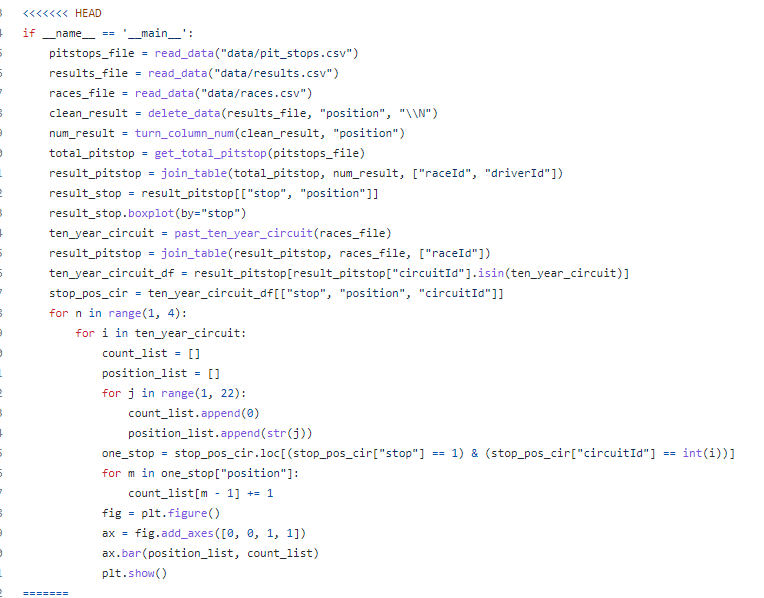 <<<<<<< HEAD
if __name__ == '__main__':
    pitstops_file = read_data("data/pit_stops.csv")
    results_file = read_data("data/results.csv")
    races_file = read_data("data/races.csv")
    clean_result = delete_data(results_file, "position", "\\N")
    num_result = turn_column_num(clean_result, "position")
    total_pitstop = get_total_pitstop(pitstops_file)
    result_pitstop = join_table(total_pitstop, num_result, ["raceId", "driverId"])
    result_stop = result_pitstop[["stop", "position"]]
    result_stop.boxplot(by="stop")
    ten_year_circuit = past_ten_year_circuit(races_file)
    result_pitstop = join_table(result_pitstop, races_file, ["raceId"])
    ten_year_circuit_df = result_pitstop[result_pitstop["circuitId"].isin(ten_year_circuit)]
    stop_pos_cir = ten_year_circuit_df[["stop", "position", "circuitId"]]
    for n in range(1, 4):
        for i in ten_year_circuit:
            count_list = []
            position_list = []
            for j in range(1, 22):
                count_list.append(0)
                position_list.append(str(j))
            one_stop = stop_pos_cir.loc[(stop_pos_cir["stop"] == 1) & (stop_pos_cir["circuitId"] == int(i))]
            for m in one_stop["position"]:
                count_list[m - 1] += 1
            fig = plt.figure()
            ax = fig.add_axes([0, 0, 1, 1])
            ax.bar(position_list, count_list)
            plt.show()
=======